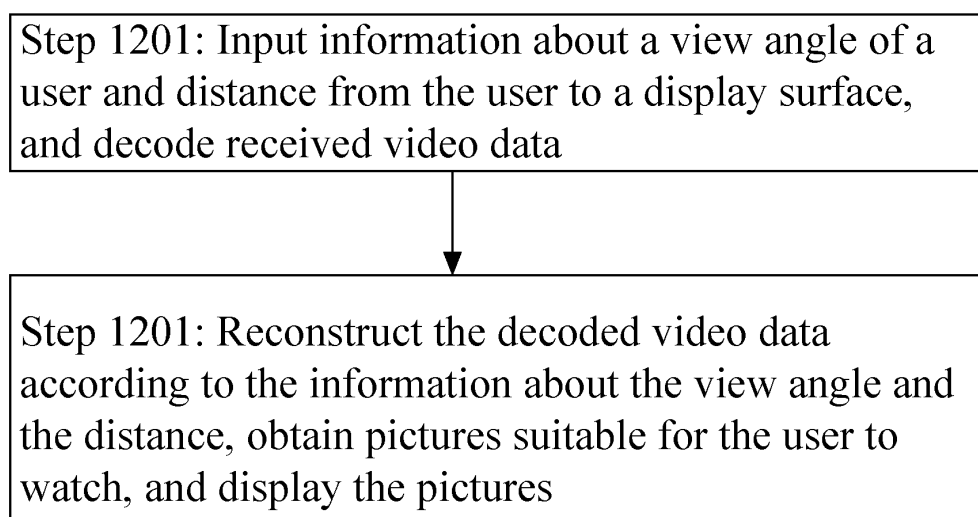 Step 1201: Input information about a view angle of a
user and distance from the user to a display surface,
and decode received video data
Step 1201: Reconstruct the decoded video data
according to the information about the view angle and
the distance, obtain pictures suitable for the user to
watch, and display the pictures